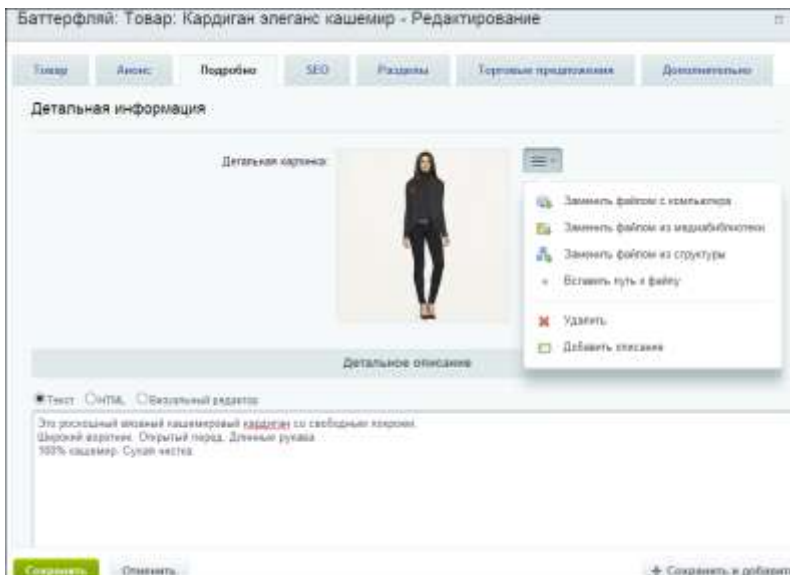 Баттерфляй: Товар: Кардиган элеганс кашемир - Редактирование
Товар Анонс Подробно SEO Разделы Торговые предложения Дополнительно
Детальная информация
Детальная картинка:
Заменить файлом с компьютера
Заменить файлом из медиабиблиотеки
Заменить файлом из структуры
Вставить путь к файлу
Удалить
Добавить описание
Детальное описание
Текст HTML Визуальный редактор
Это роскошный вязаный кашемировый кардиган со свободным покроем.
Широкий воротник. Открытый перед. Длинные рукава.
100% кашемир. Сухая чистка.
Сохранить Отменить + Сохранить и добавит